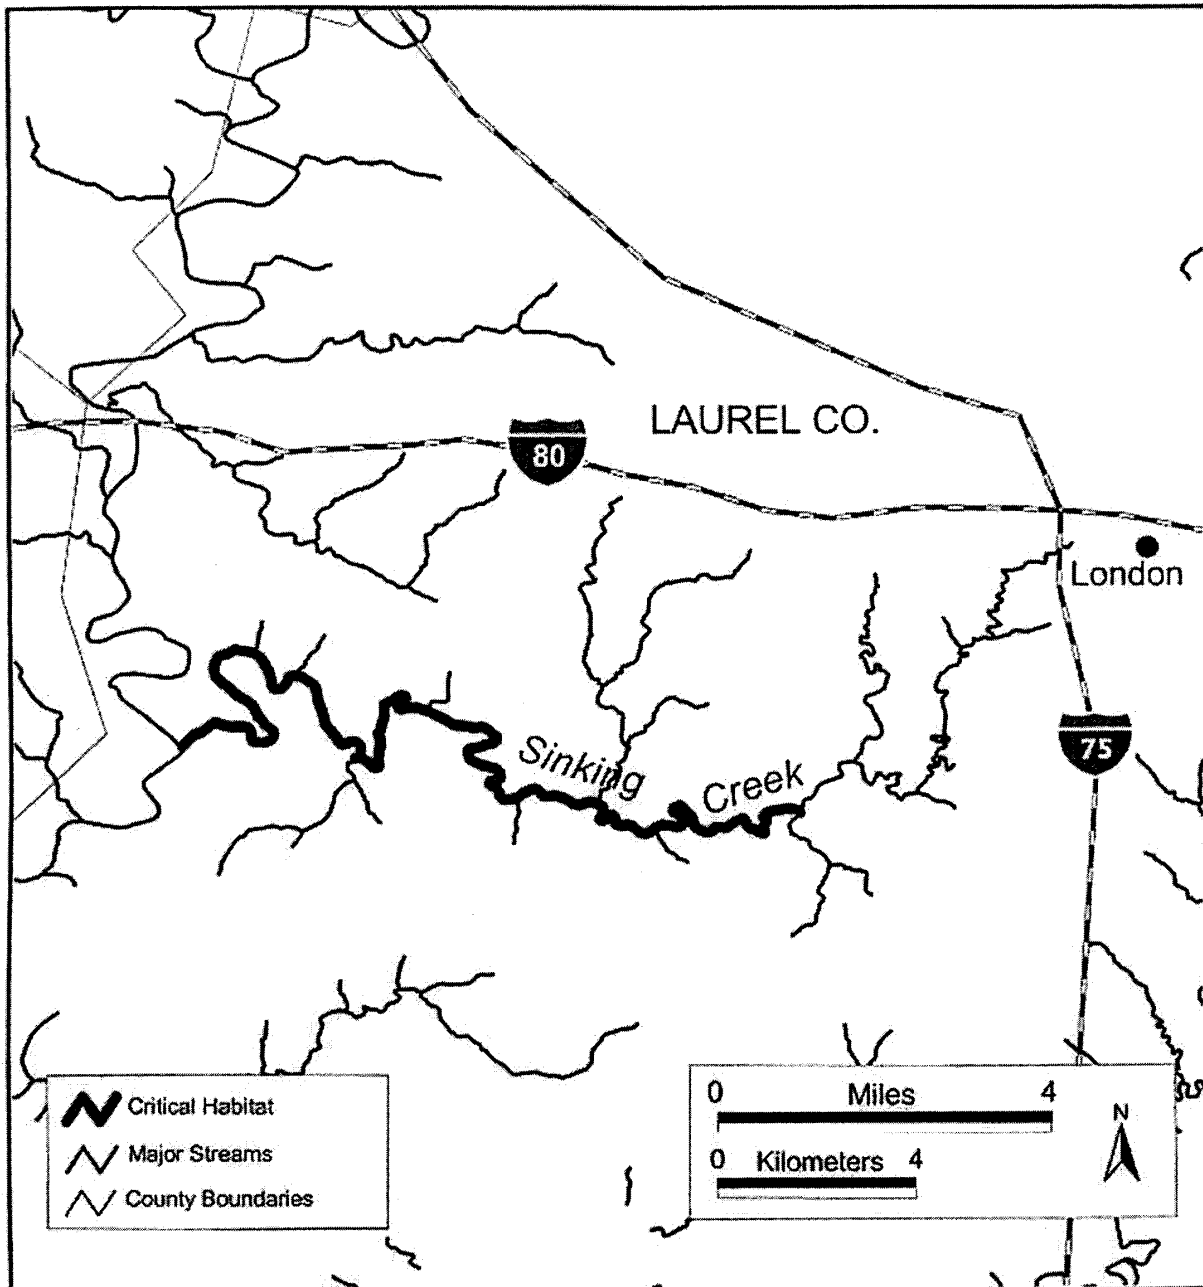 LAUREL CO.
80
London
75
Sinking Creek
Critical Habitat
Major Streams
County Boundaries
0 Miles 4
0 Kilometers 4
N